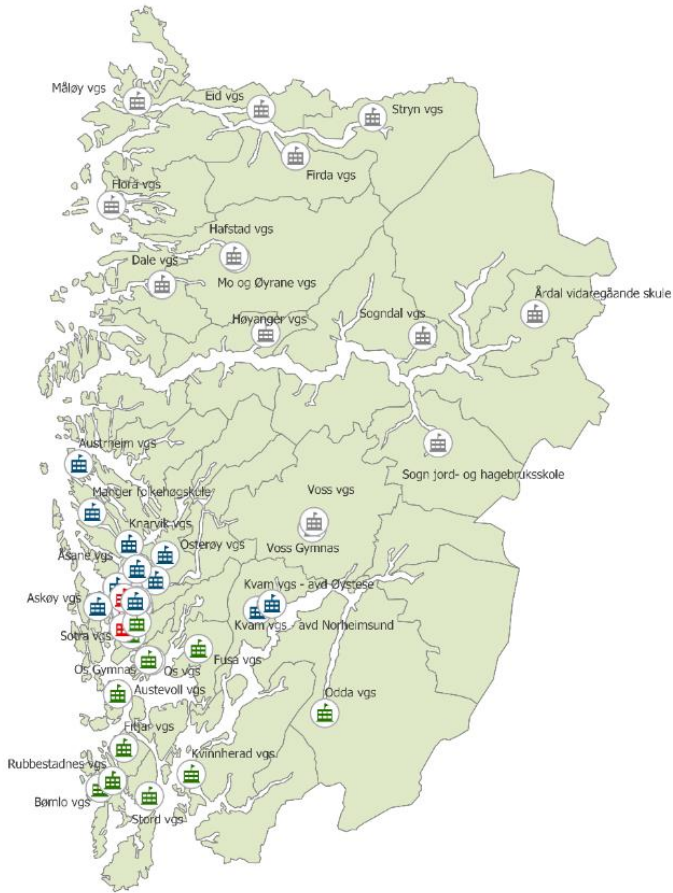 Måløy vgs
Eid vgs
Stryn vgs
Firda vgs
Flora vgs
Hafstad vgs
Dale vgs
Mo og Øyrane vgs
Årdal vidaregåande skule
Høyanger vgs
Sogndal vgs
Austrheim vgs
Sogn jord- og hagebruksskole
Manger folkehøgskole
Voss vgs
Knarvik vgs
Voss Gymnas
Åsane vgs
Osterøy vgs
Kvam vgs - avd Øystese
Askøy vgs
Kvam vgs - avd Norheimsund
Sotra vgs
Os Gymnas
Os vgs
Fusa vgs
Austevoll vgs
Odda vgs
Fitjar vgs
Kvinnherad vgs
Rubbestadnes vgs
Bømlo vgs
Stord vgs